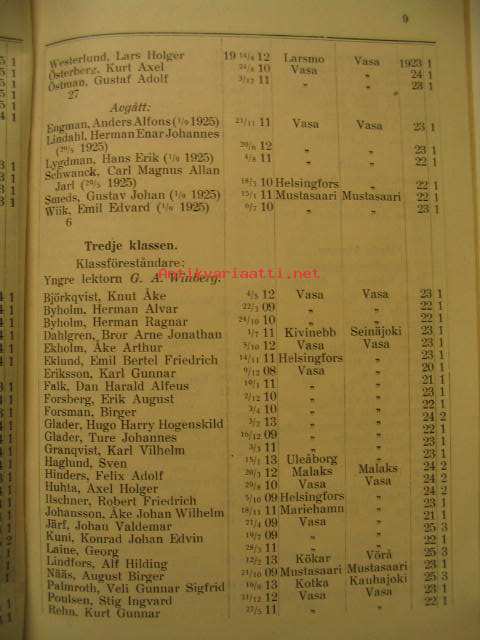 9
Westerlund, Lars Holger 19 14/4 12 Larsmo Vasa 1923 1
Österberg, Kurt Axel 24/8 10 Vasa „ 24 1
Östman, Gustaf Adolf 3/12 11 „ „ 23 1
27
Avgått:
Engman, Anders Alfons (1/9 1925) 23/11 11 Vasa Vasa 23 1
Lindahl, Herman Enar Johannes
(20/5 1925) 20/6 12 „ „ 23 1
Lygdman, Hans Erik (1/9 1925) 4/8 11 „ „ 22 1
Schwanck, Carl Magnus Allan
Jarl (20/5 1925) 18/3 10 Helsingfors „ 22 1
Smeds, Gustav Johan (1/9 1925) 15/1 11 Mustasaari Mustasaari 22 1
Wiik, Emil Edvard (1/9 1925) 6/7 10 „ „ 23 1
6
Tredje klassen.
Klassföreståndare:
Yngre lektorn G. A. Winberg.
Antikvariaatti.net
Björkqvist, Knut Åke 4/5 12 Vasa Vasa 23 1
Byholm, Herman Alvar 22/3 09 „ „ 22 1
Byholm, Herman Ragnar 24/10 10 „ „ 23 1
Dahlgren, Bror Arne Jonathan 1/7 11 Kivinebb Seinäjoki 23 1
Ekholm, Åke Arthur 5/10 12 Vasa Vasa 23 1
Eklund, Emil Bertel Friedrich 14/11 11 Helsingfors „ 23 1
Eriksson, Karl Gunnar 9/12 08 Vasa „ 20 1
Falk, Dan Harald Alfeus 10/1 11 „ „ 21 1
Forsberg, Erik August 2/12 10 „ „ 23 1
Forsman, Birger 3/4 10 „ „ 22 1
Glader, Hugo Harry Hogenskild 3/2 13 „ „ 24 2
Glader, Ture Johannes 16/12 09 „ „ 22 1
Granqvist, Karl Vilhelm 3/3 11 „ „ 23 1
Haglund, Sven 15/1 13 Uleåborg „ 24 2
Hinders, Felix Adolf 26/3 12 Malaks Malaks 24 2
Huhta, Axel Holger 29/8 10 Vasa Vasa 24 2
Ilschner, Robert Friedrich 5/10 09 Helsingfors „ 23 1
Johansson, Åke Johan Wilhelm 18/11 11 Mariehamn „ 21 1
Järf, Johan Valdemar 21/4 09 Vasa „ 25 3
Kuni, Konrad Johan Edvin 19/7 09 „ „ 22 1
Laine, Georg 28/3 11 „ „ 23 1
Lindfors, Alf Hilding 12/2 13 Kökar Vörå 25 3
Nääs, August Birger 21/10 09 Mustasaari Mustasaari 23 1
Palmroth, Veli Gunnar Sigfrid 10/6 13 Kotka Kauhajoki 25 3
Poulsen, Stig Ingvard 21/12 12 Vasa Vasa 23 1
Rehn, Kurt Gunnar 27/5 11 „ „ 22 1